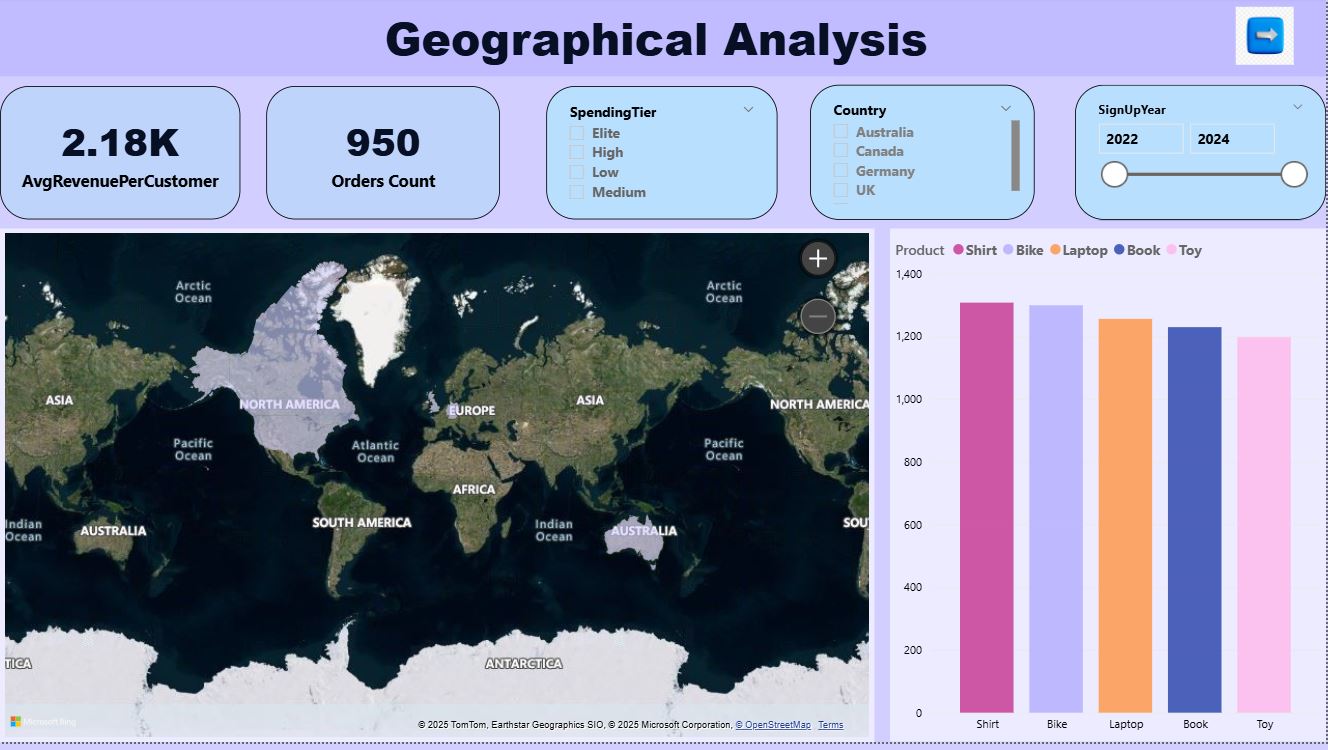 Geographical Analysis
2.18K
AvgRevenuePerCustomer
950
Orders Count
SpendingTier
Elite
High
Low
Medium
Country
Australia
Canada
Germany
UK
SignUpYear
2022 2024
Arctic
Ocean
Arctic
Ocean
ASIA
NORTH AMERICA
EUROPE
ASIA
NORTH AMERICA
Pacific
Ocean
Atlantic
Ocean
Pacific
Ocean
AFRICA
Indian
Ocean
AUSTRALIA
SOUTH AMERICA
Indian
Ocean
AUSTRALIA
SOU
TICA
ANTARCTICA
Microsoft Bing
© 2025 TomTom, Earthstar Geographics SIO, © 2025 Microsoft Corporation, © OpenStreetMap Terms
Product Shirt Bike Laptop Book Toy
1,400
1,200
1,000
800
600
400
200
0
Shirt Bike Laptop Book Toy